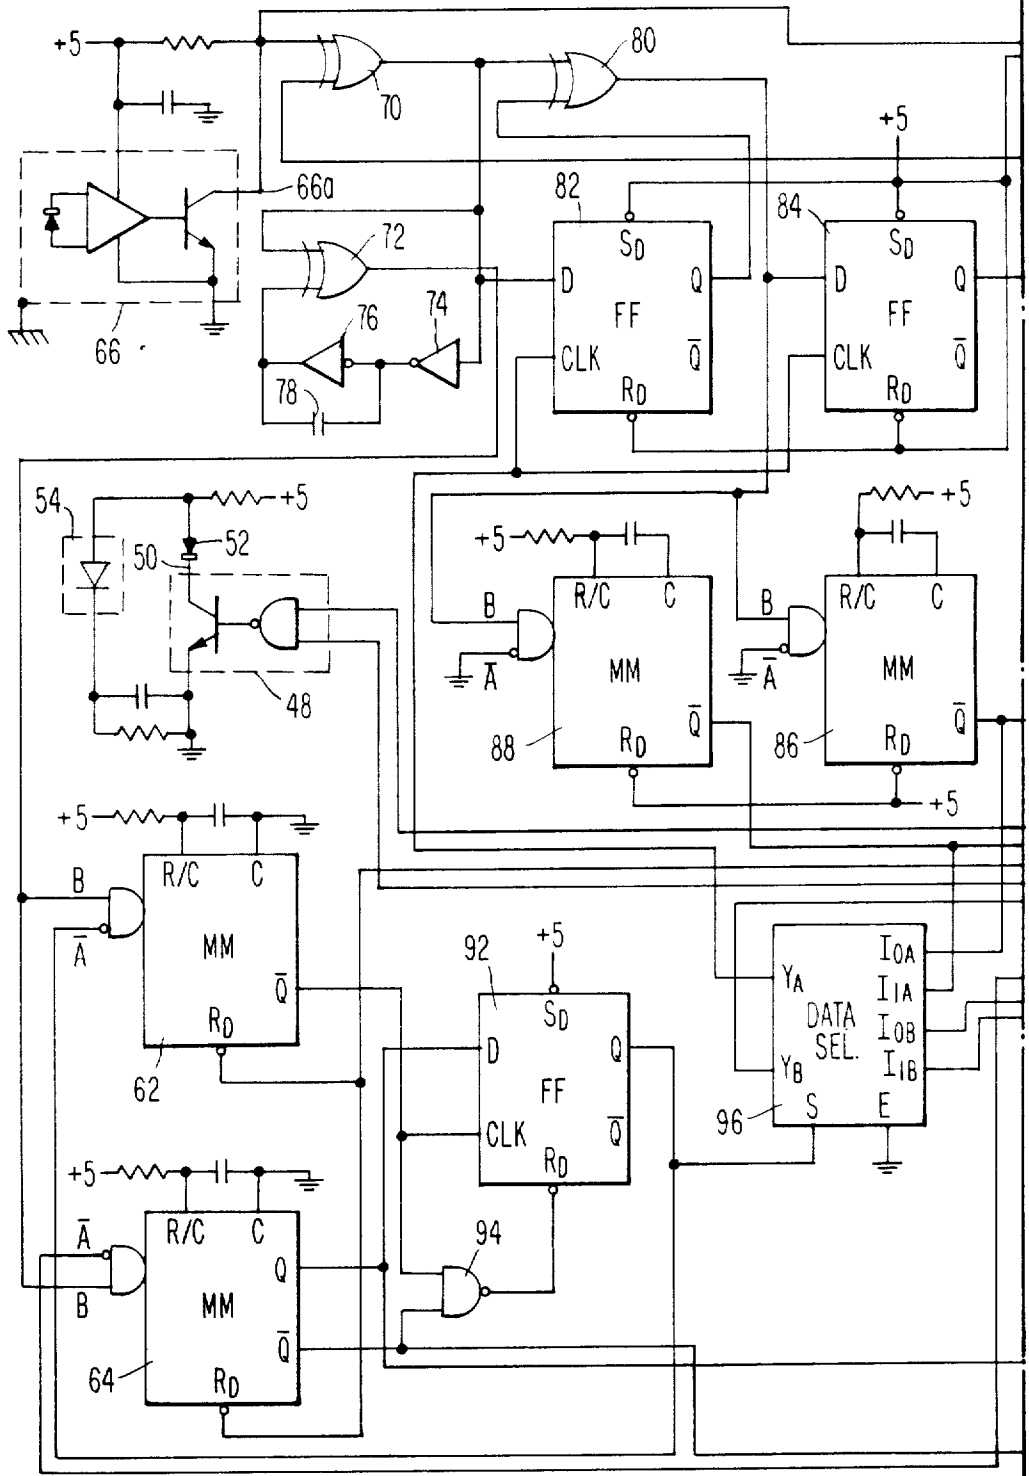 +5
70
80
66a
66
72
76
74
78
+5
82
SD
D
Q
FF
CLK
Q̅
RD
84
SD
D
Q
FF
CLK
Q̅
RD
54
+5
52
50
48
+5
R/C
C
B
A̅
MM
Q̅
RD
88
+5
R/C
C
B
A̅
MM
Q̅
RD
86
+5
+5
R/C
C
B
A̅
MM
Q̅
RD
62
+5
92
SD
D
Q
FF
CLK
Q̅
RD
94
YA
I0A
I1A
DATA
SEL.
I0B
I1B
YB
S
E
96
+5
R/C
C
A̅
B
Q
MM
Q̅
RD
64